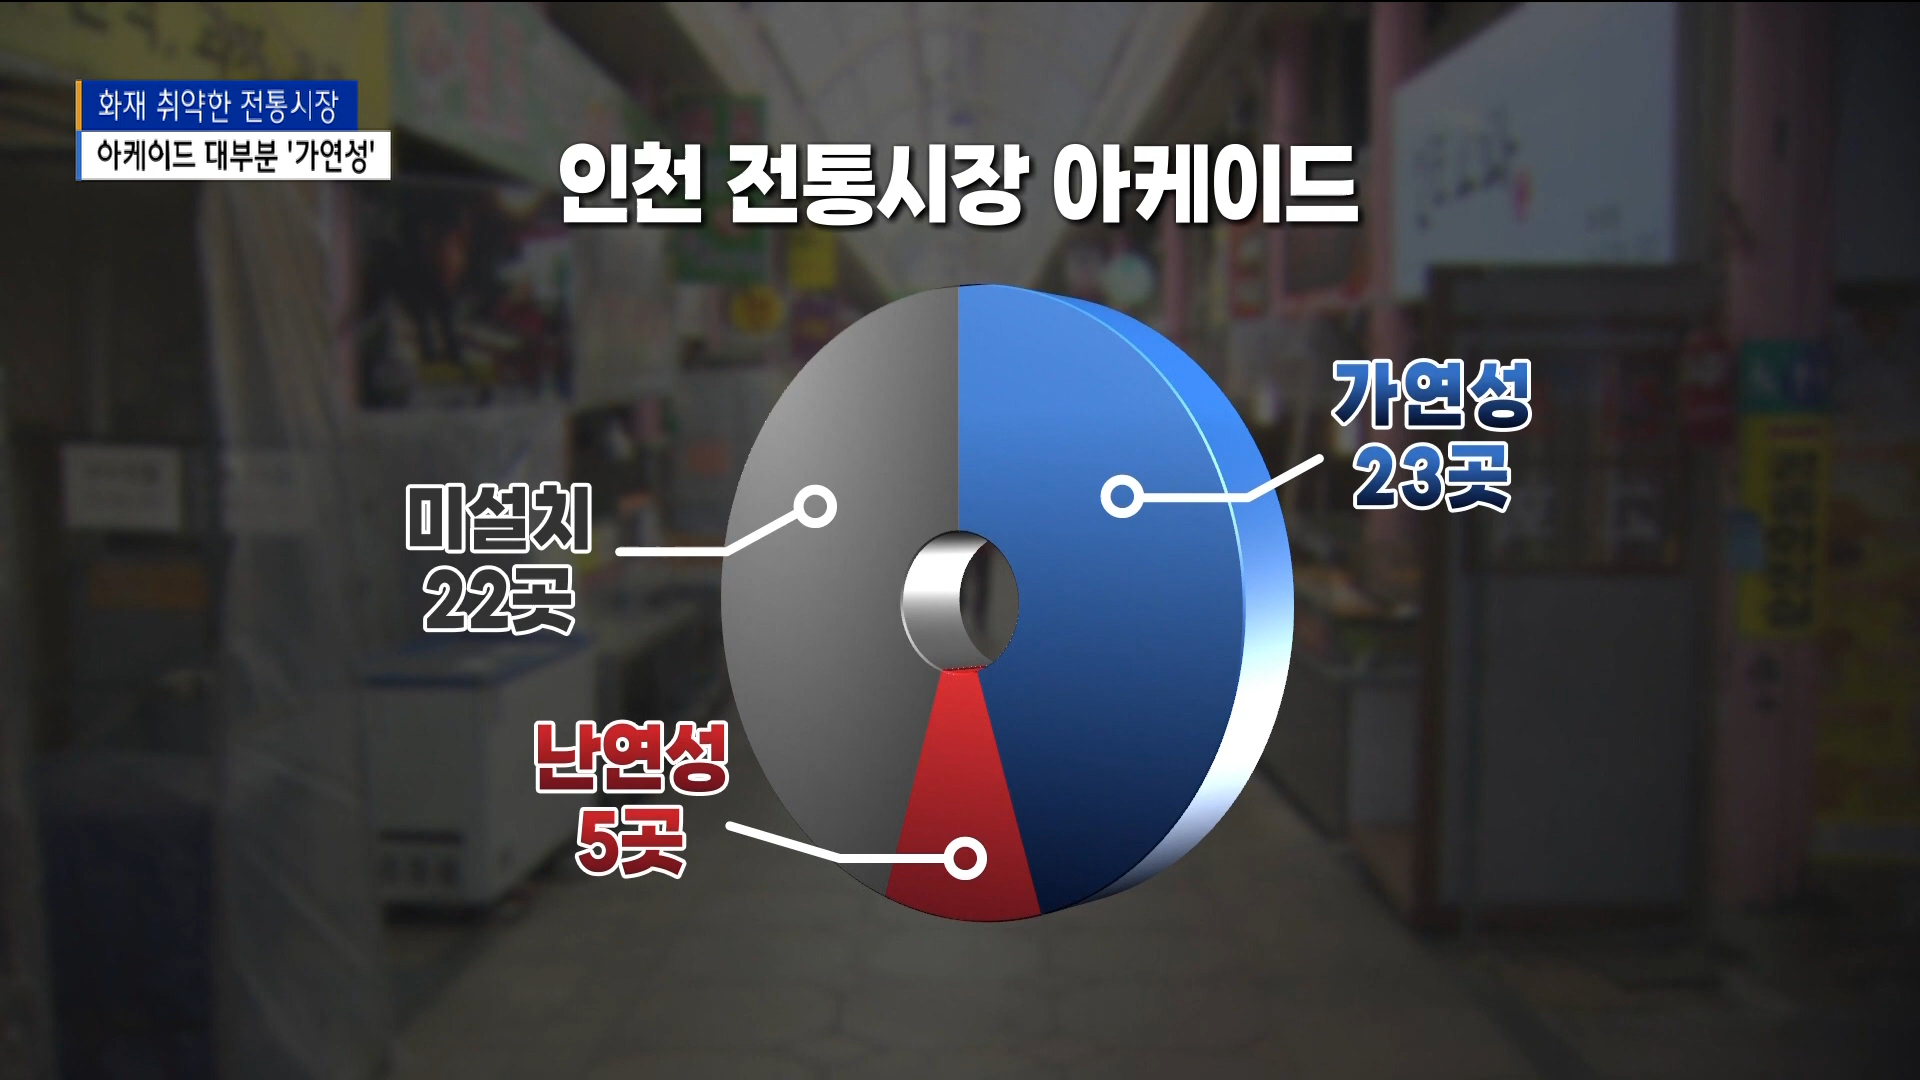 화재 취약한 전통시장
아케이드 대부분 '가연성'
인천 전통시장 아케이드
가연성
23곳
미설치
22곳
난연성
5곳